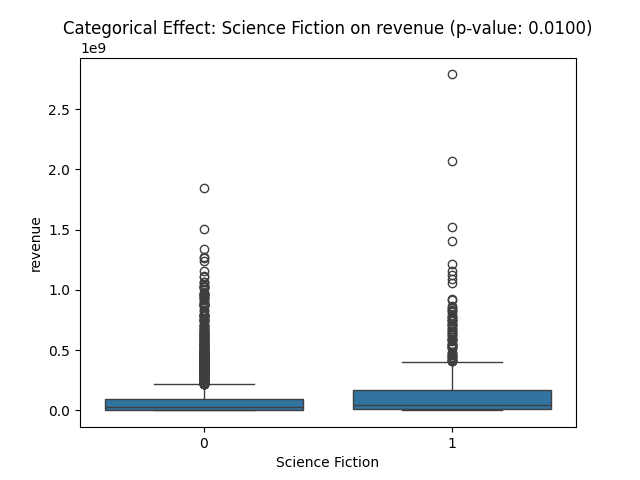 Categorical Effect: Science Fiction on revenue (p-value: 0.0100)
1e9
2.5
2.0
1.5
1.0
0.5
0.0
revenue
0
1
Science Fiction